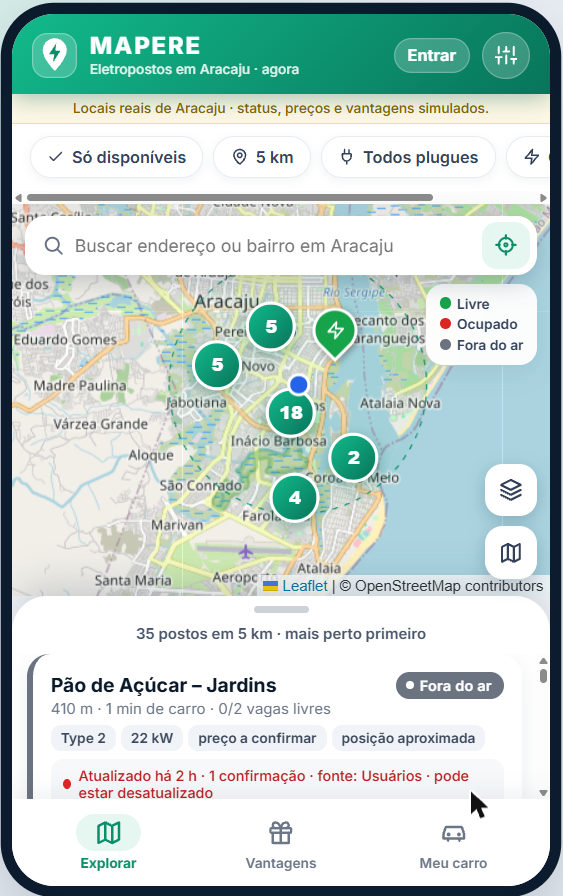 MAPERE
Eletropostos em Aracaju · agora
Entrar
Locais reais de Aracaju · status, preços e vantagens simulados.
Só disponíveis
5 km
Todos plugues
Buscar endereço ou bairro em Aracaju
Livre
Ocupado
Fora do ar
Aracaju
Rio Sergipe
5
5
Novo
Eduardo Gomes
Madre Paulina
Jabotiana
18
Atalaia Nova
Várzea Grande
Inácio Barbosa
Aloque
2
São Conrado
4
Marivan
Atalaia
Santa Maria
Leaflet | © OpenStreetMap contributors
35 postos em 5 km · mais perto primeiro
Pão de Açúcar – Jardins
Fora do ar
410 m · 1 min de carro · 0/2 vagas livres
Type 2
22 kW
preço a confirmar
posição aproximada
Atualizado há 2 h · 1 confirmação · fonte: Usuários · pode
estar desatualizado
Explorar
Vantagens
Meu carro